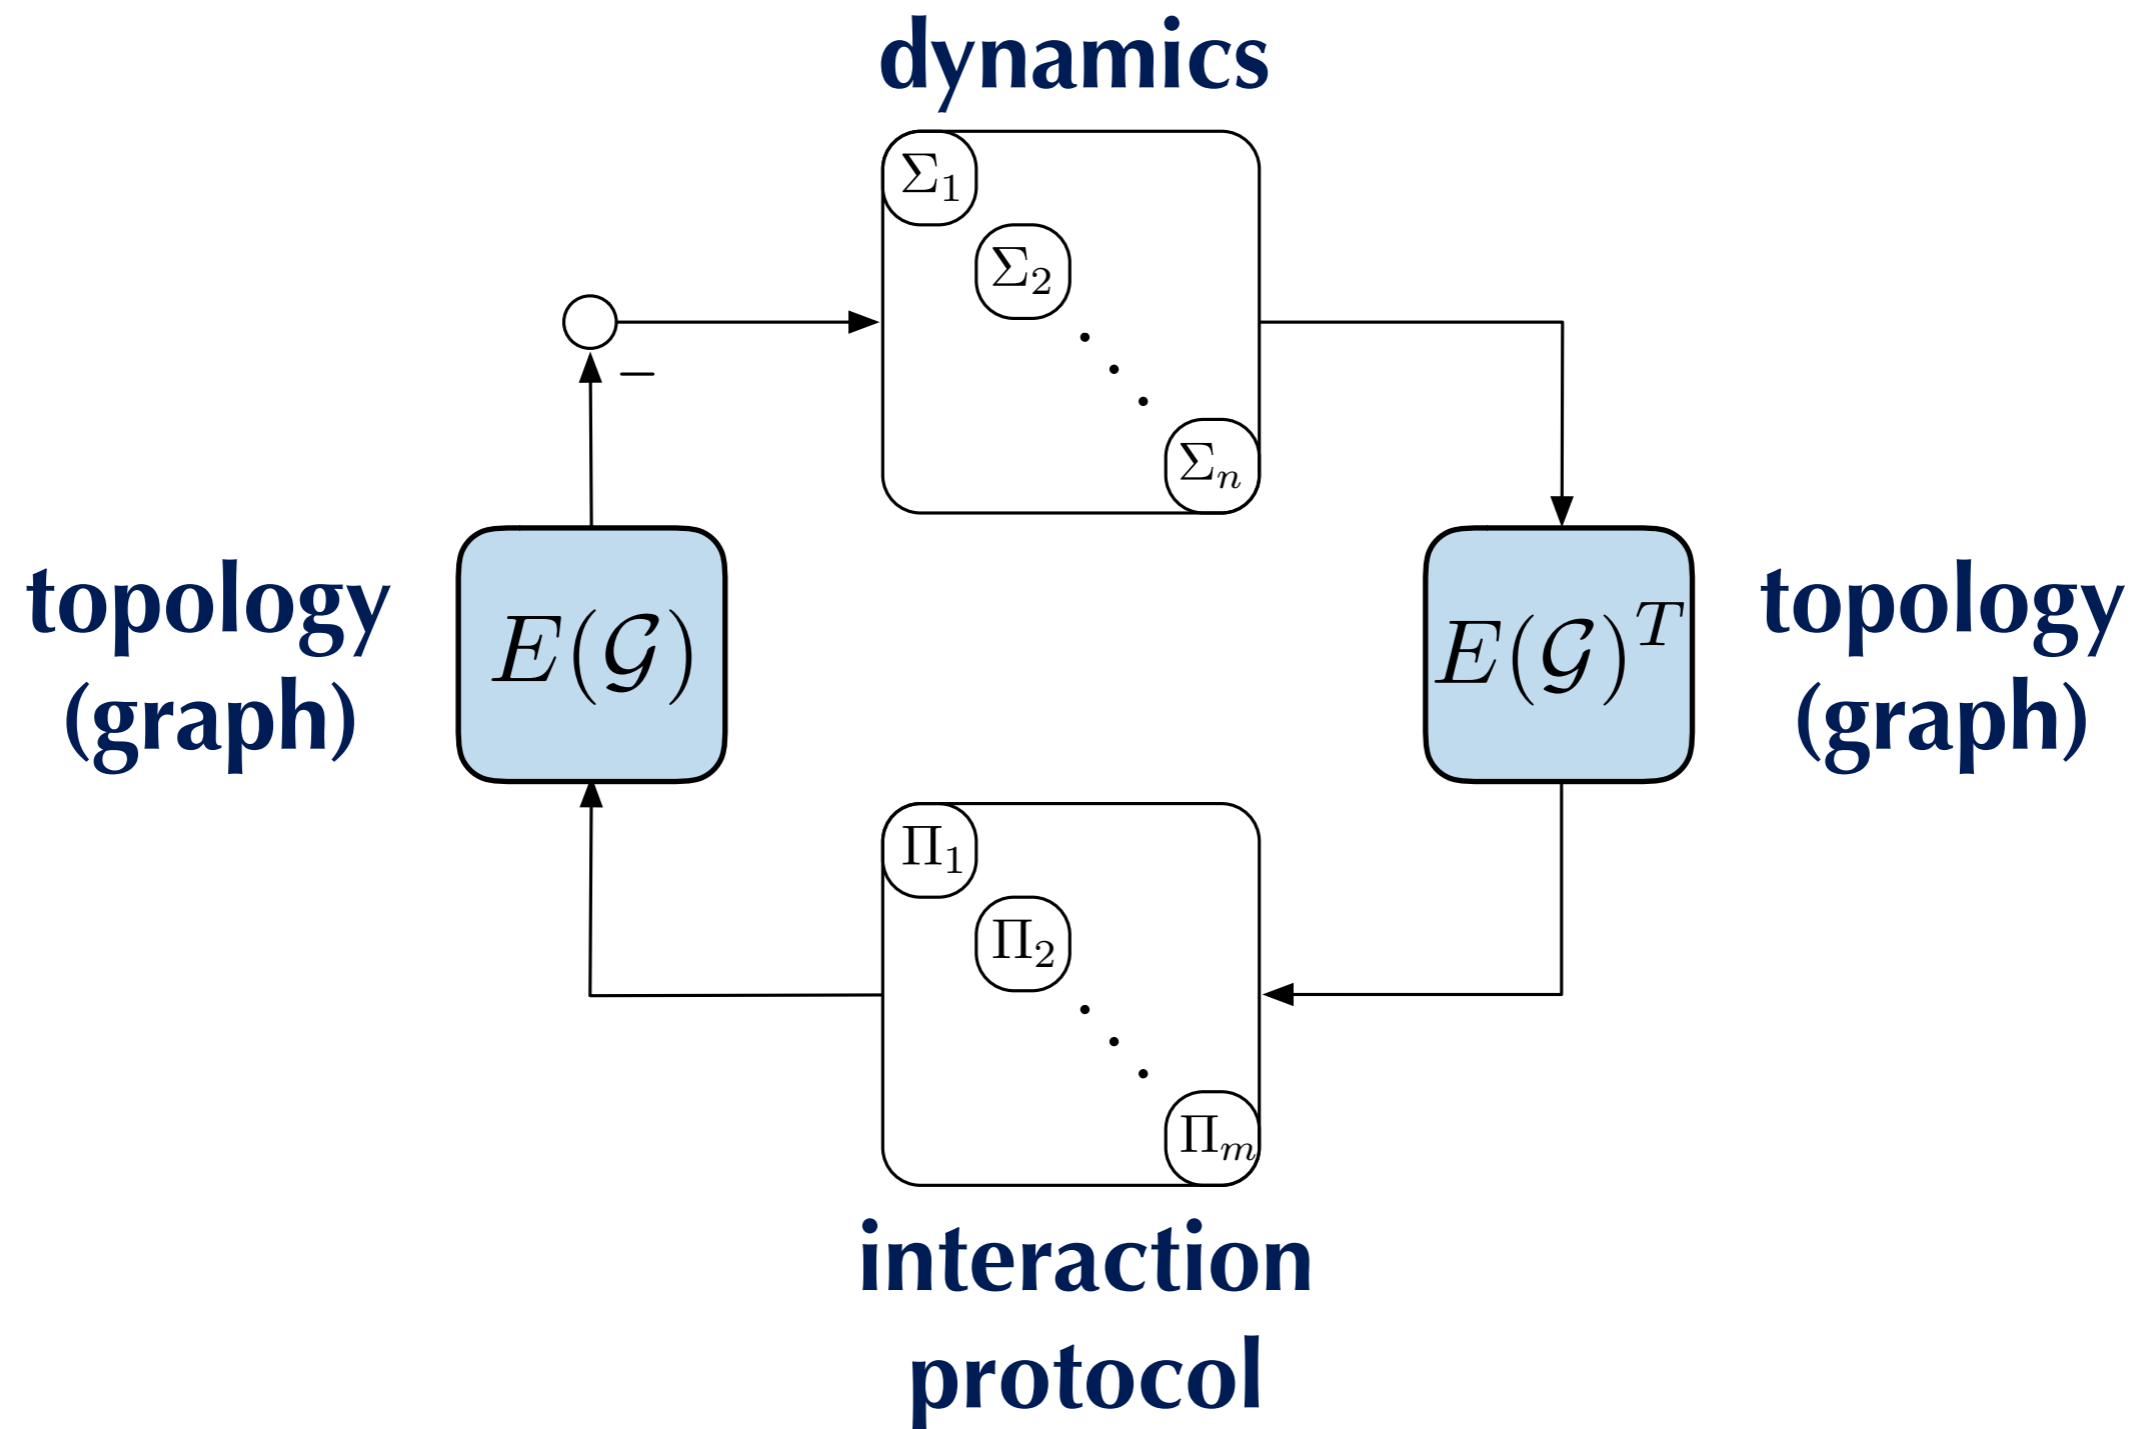 dynamics
Σ₁
Σ₂
Σₙ
−
topology
(graph)
E(𝒢)
E(𝒢)ᵀ
topology
(graph)
Π₁
Π₂
Πₘ
interaction
protocol